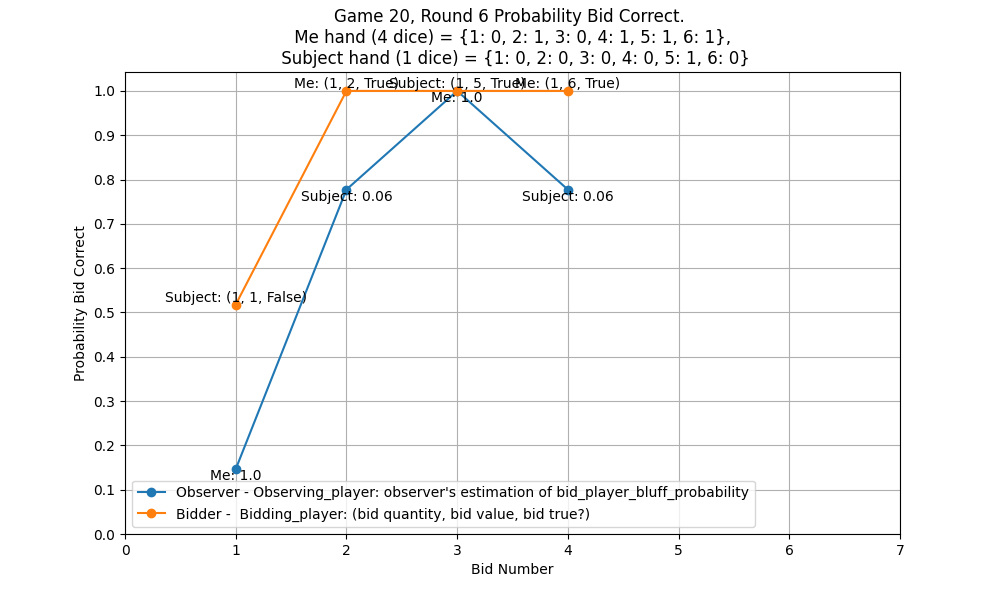 Game 20, Round 6 Probability Bid Correct.
Me hand (4 dice) = {1: 0, 2: 1, 3: 0, 4: 1, 5: 1, 6: 1},
Subject hand (1 dice) = {1: 0, 2: 0, 3: 0, 4: 0, 5: 1, 6: 0}
Me: (1, 2, True)
Subject: (1, 5, True)
Me: (1, 6, True)
1.0
Me: 1.0
0.9
0.8
Subject: 0.06
Subject: 0.06
0.7
0.6
Subject: (1, 1, False)
0.5
0.4
0.3
0.2
Me: 1.0
0.1
0.0
Probability Bid Correct
Observer - Observing_player: observer's estimation of bid_player_bluff_probability
Bidder -  Bidding_player: (bid quantity, bid value, bid true?)
0 1 2 3 4 5 6 7
Bid Number